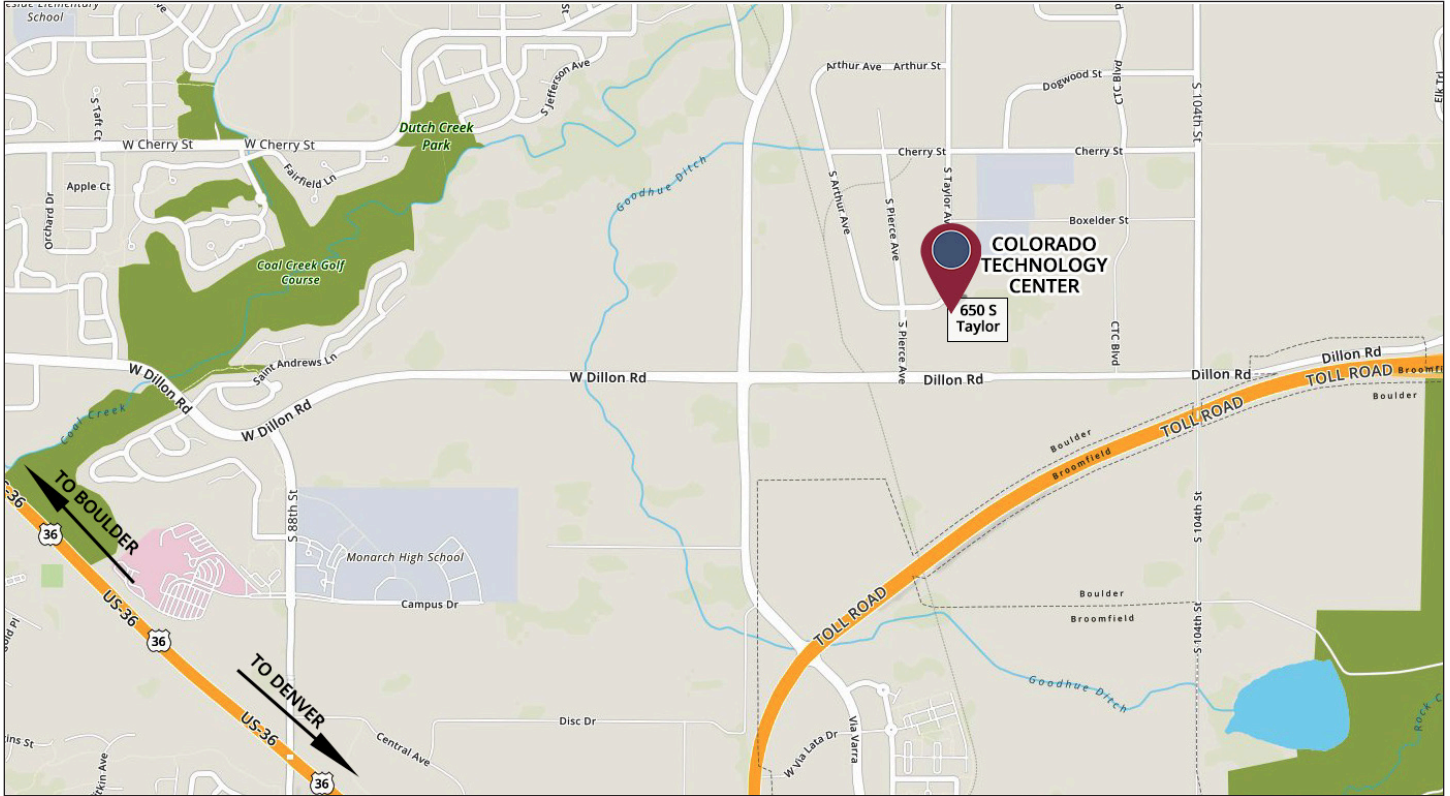 School
Ave
St
S Jefferson Ave
Arthur Ave
Arthur St
Dogwood St
CTC Blvd
S 104th St
Elk Trl
S Taft Ct
Dutch Creek
Park
W Cherry St
W Cherry St
Fairfield Ln
Goodhue Ditch
Cherry St
Cherry St
Apple Ct
Orchard Dr
S Arthur Ave
S Pierce Ave
S Taylor Ave
Boxelder St
COLORADO
TECHNOLOGY
CENTER
Coal Creek Golf
Course
650 S
Taylor
S Pierce Ave
CTC Blvd
Saint Andrews Ln
W Dillon Rd
W Dillon Rd
W Dillon Rd
Dillon Rd
Dillon Rd
Dillon Rd
TOLL ROAD
Boulder
Coal Creek
TOLL ROAD
Boulder
Broomfield
TO BOULDER
36
S 88th St
Monarch High School
S 104th St
Campus Dr
US-36
36
TOLL ROAD
Boulder
Broomfield
S 104th St
TO DENVER
Goodhue Ditch
US-36
Disc Dr
Central Ave
W Via Lata Dr
Via Varra
36